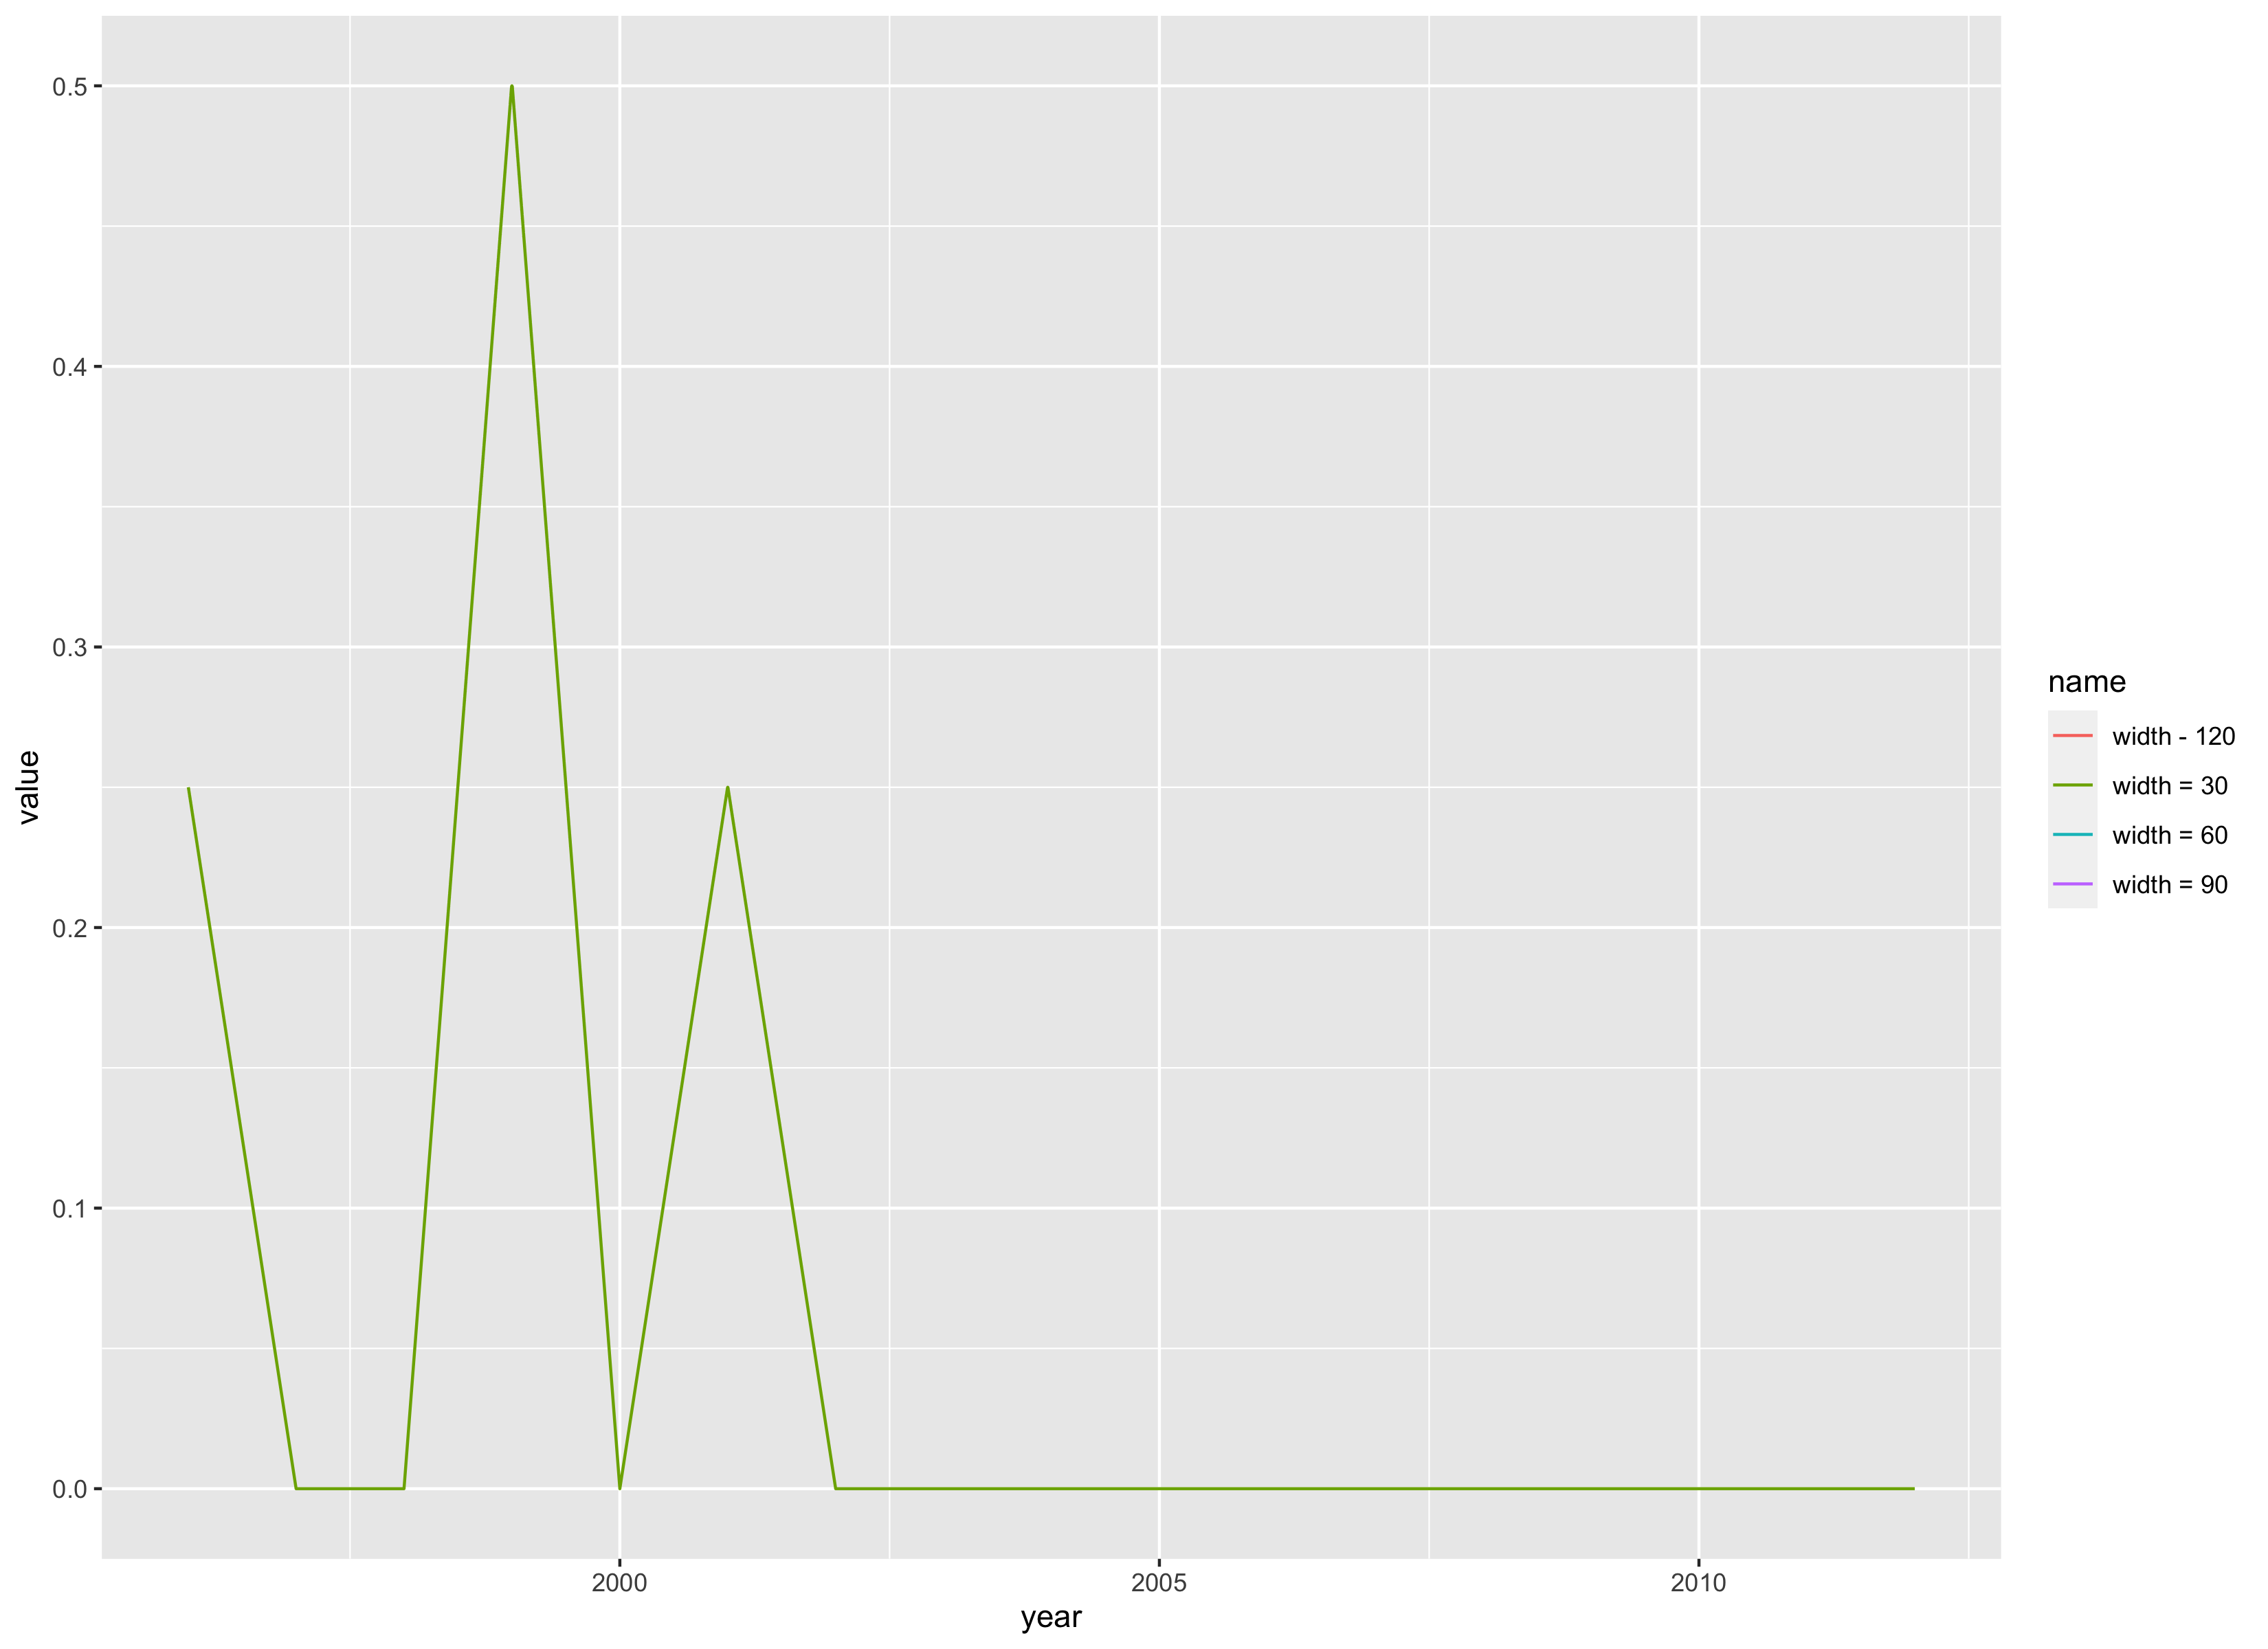 0.5
0.4
0.3
0.2
0.1
0.0
value
2000
2005
2010
year
name
width - 120
width = 30
width = 60
width = 90